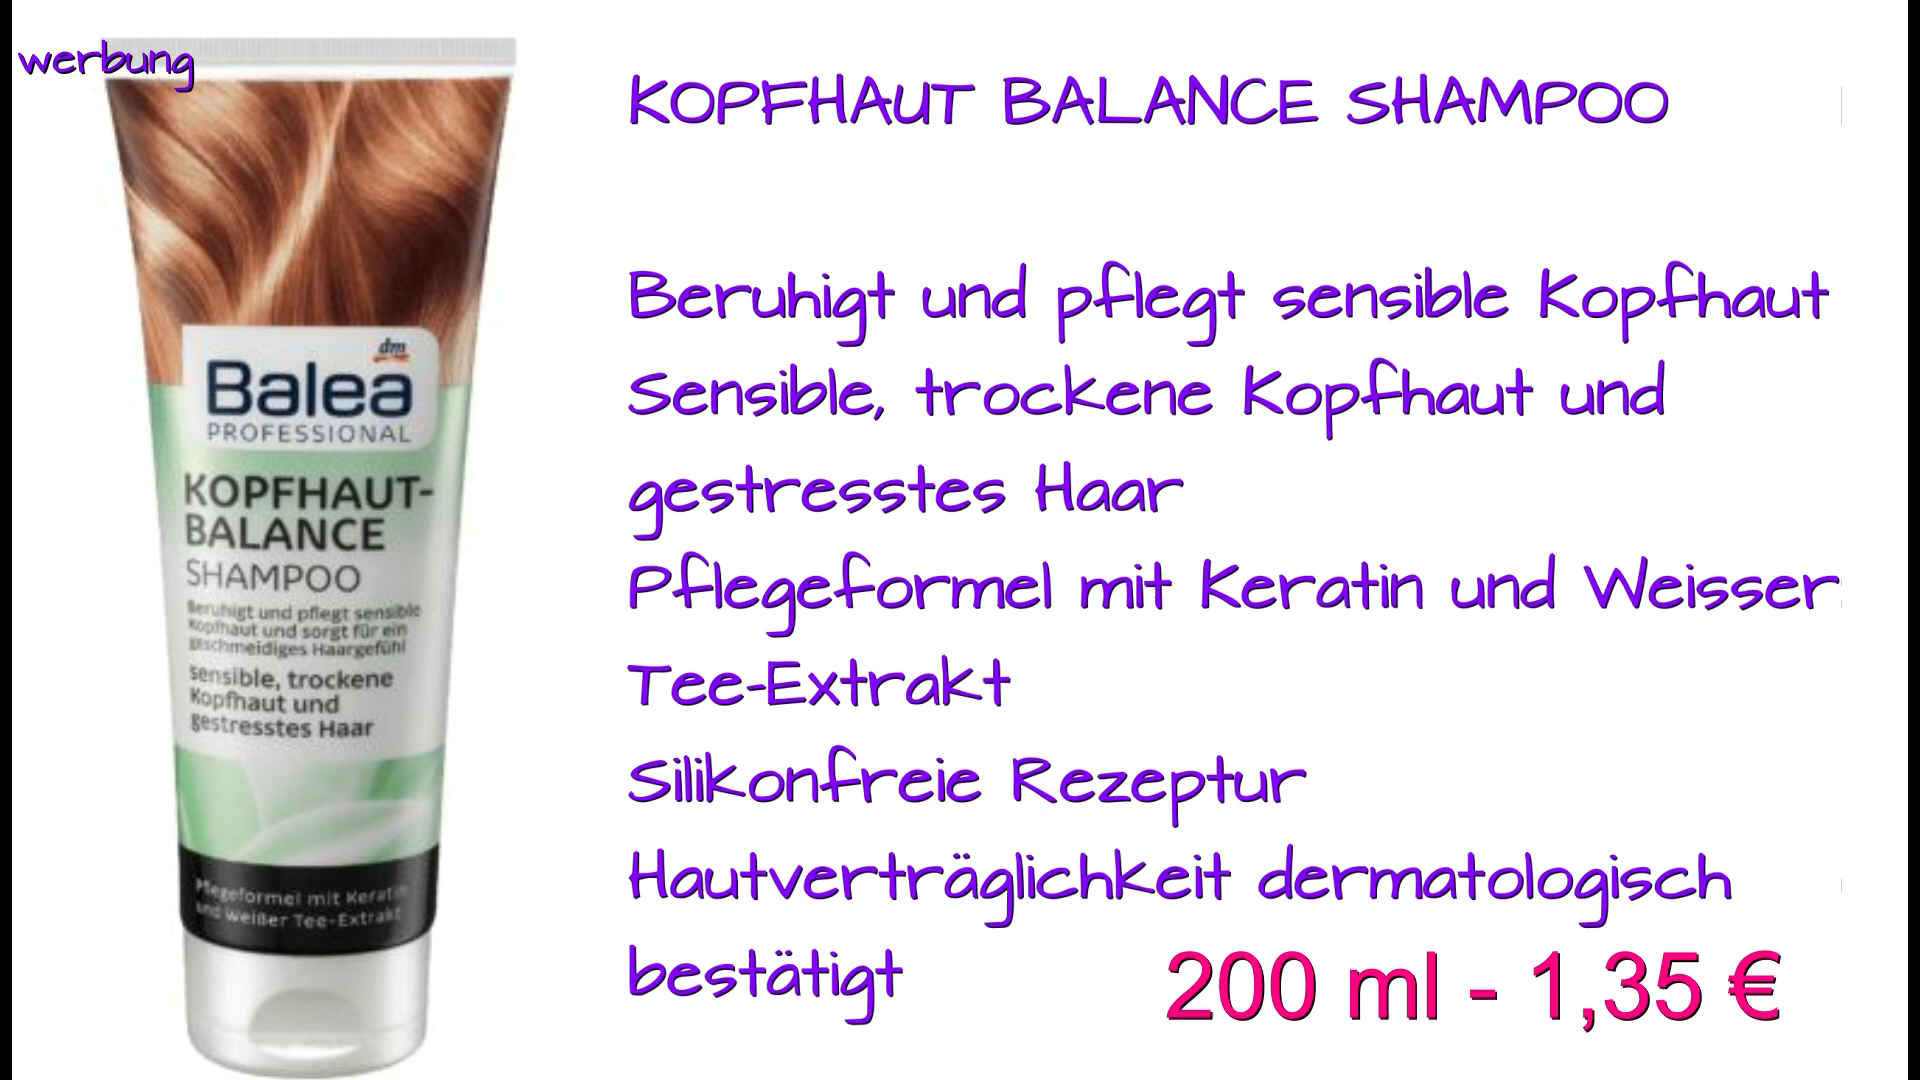 werbung
KOPFHAUT BALANCE SHAMPOO
Beruhigt und pflegt sensible Kopfhaut
Sensible, trockene Kopfhaut und
gestresstes Haar
Pflegeformel mit Keratin und Weisser
Tee-Extrakt
Silikonfreie Rezeptur
Hautverträglichkeit dermatologisch
bestätigt
200 ml - 1,35 €
dm
Balea
PROFESSIONAL
KOPFHAUT-
BALANCE
SHAMPOO
Beruhigt und pflegt sensible
Kopfhaut und sorgt für ein
geschmeidiges Haargefühl
sensible, trockene
Kopfhaut und
gestresstes Haar
Pflegeformel mit Keratin
und weißer Tee-Extrakt